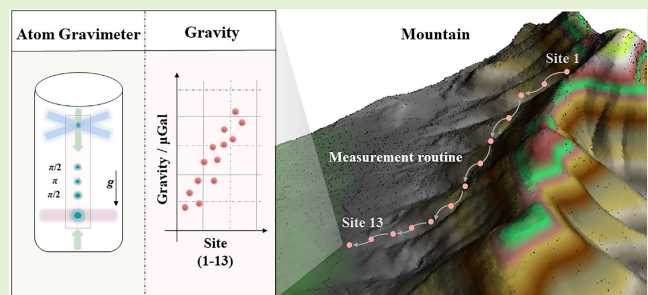 Atom Gravimeter
Gravity
Mountain
π/2
π
π/2
g
Gravity / μGal
Site
(1-13)
Site 1
Measurement routine
Site 13